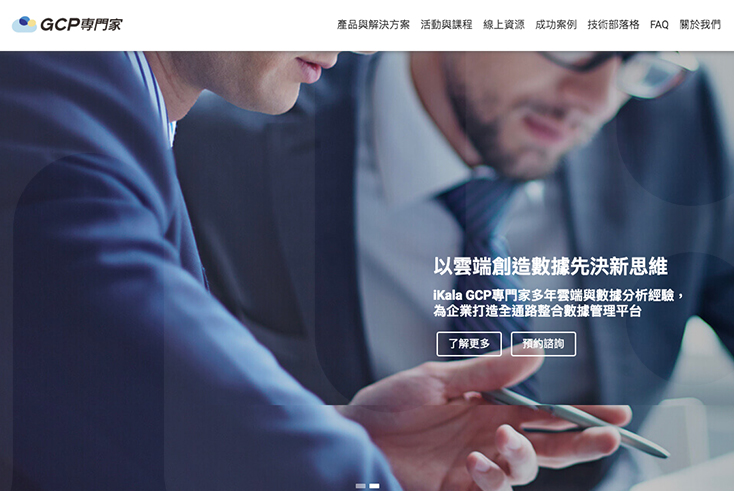 GCP專門家
產品與解決方案 活動與課程 線上資源 成功案例 技術部落格 FAQ 關於我們
以雲端創造數據先決新思維
iKala GCP專門家多年雲端與數據分析經驗，
為企業打造全通路整合數據管理平台
了解更多 預約諮詢